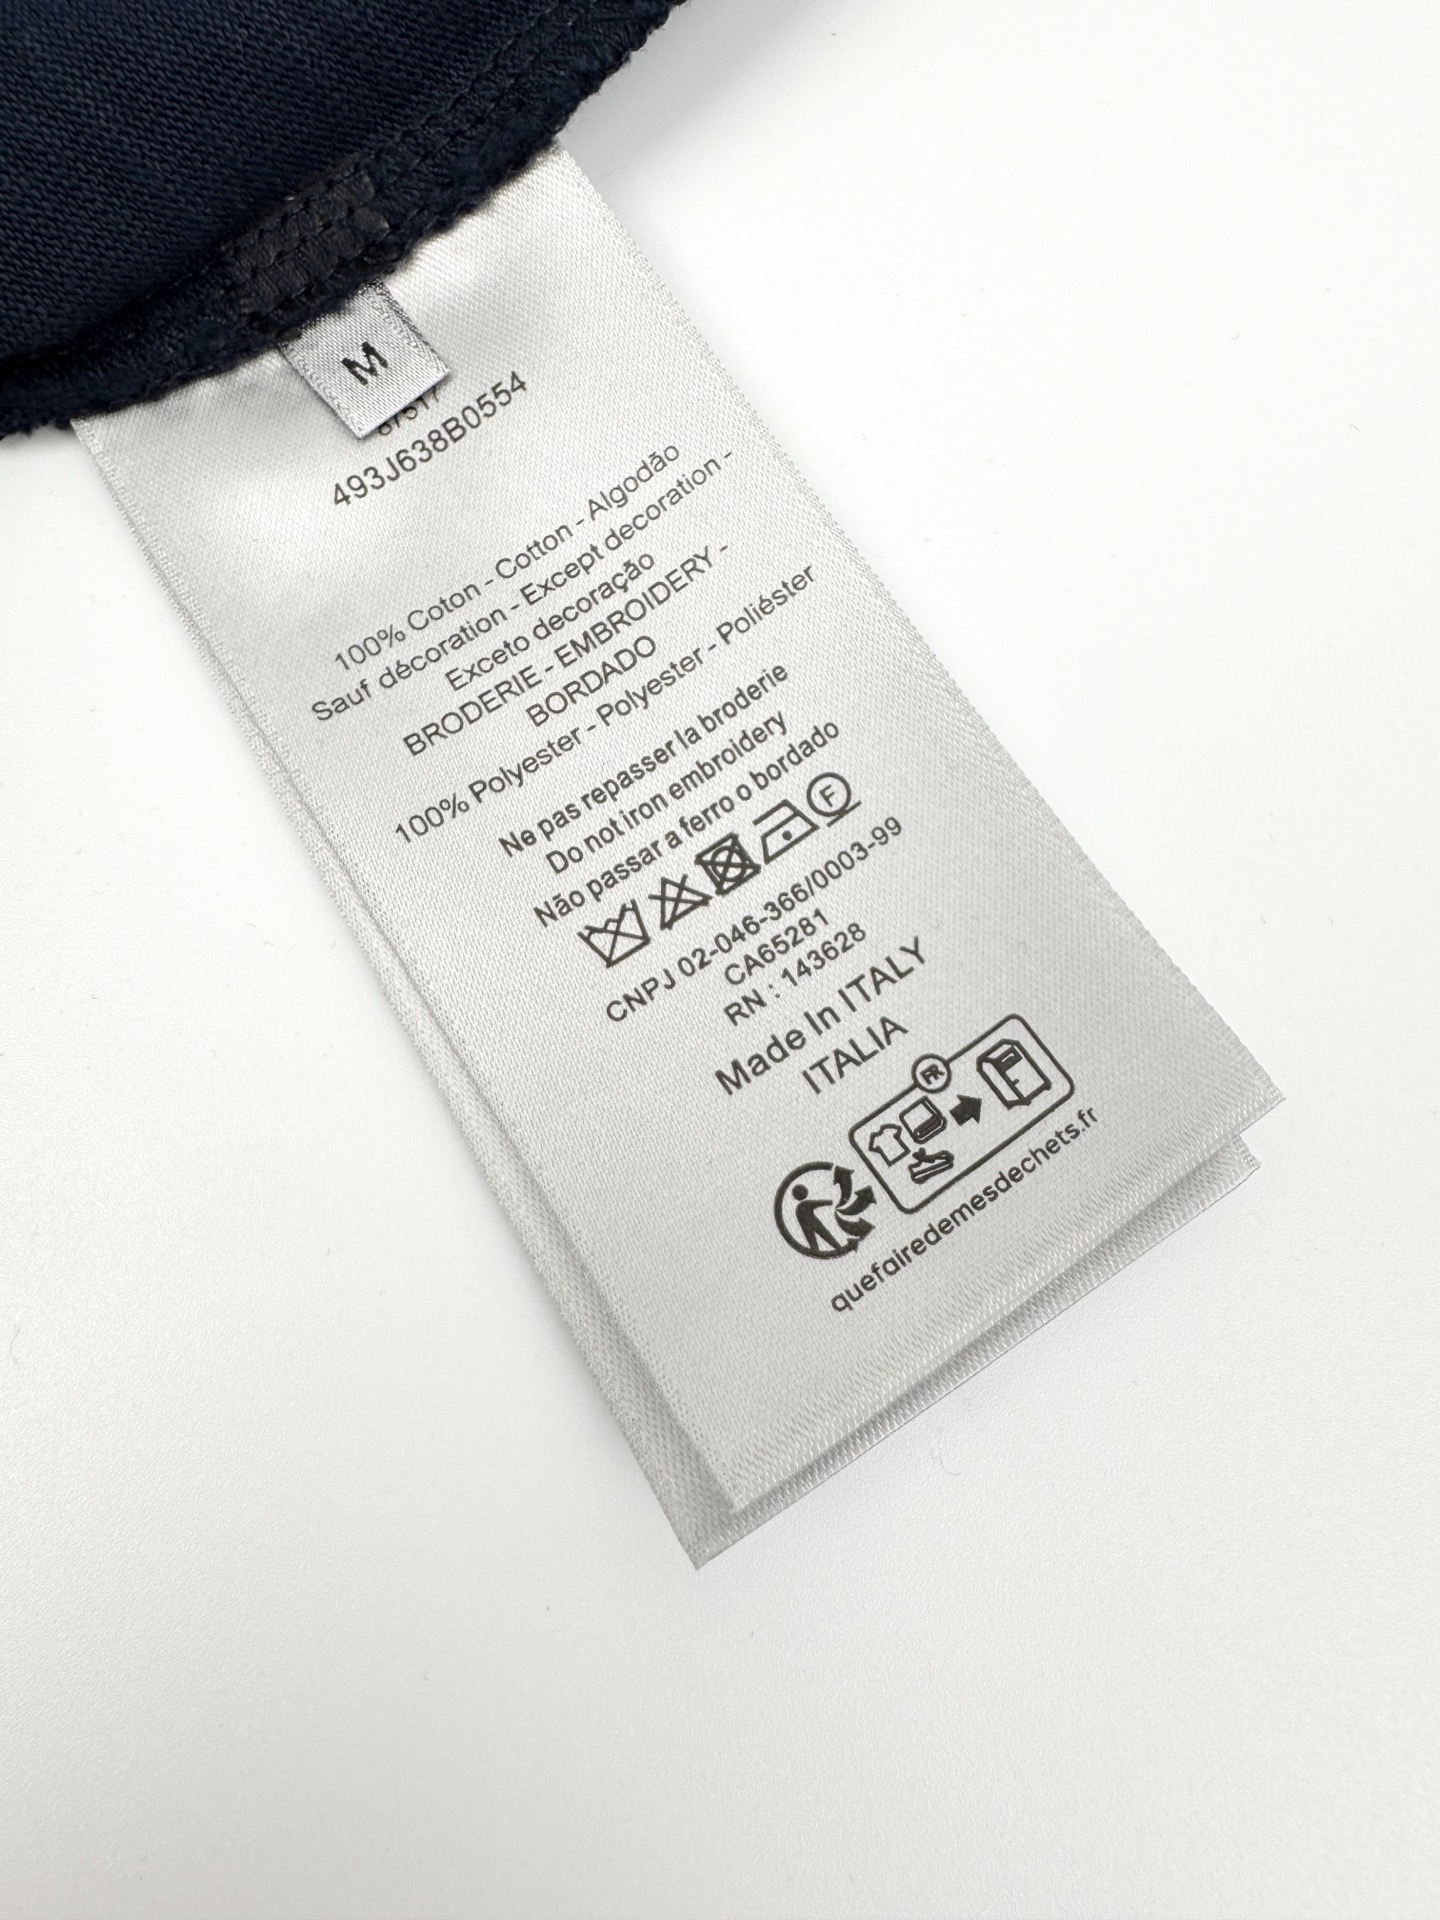 M
493J638B0554
100% Coton - Cotton - Algodão
Sauf décoration - Except decoration -
Exceto decoração
BRODERIE - EMBROIDERY -
BORDADO
100% Polyester - Polyester - Poliéster
Ne pas repasser la broderie
Do not iron embroidery
Não passar a ferro o bordado
F
CNPJ 02-046-366/0003-99
CA65281
RN : 143628
Made In ITALY
ITALIA
FR
quefairedemesdechets.fr